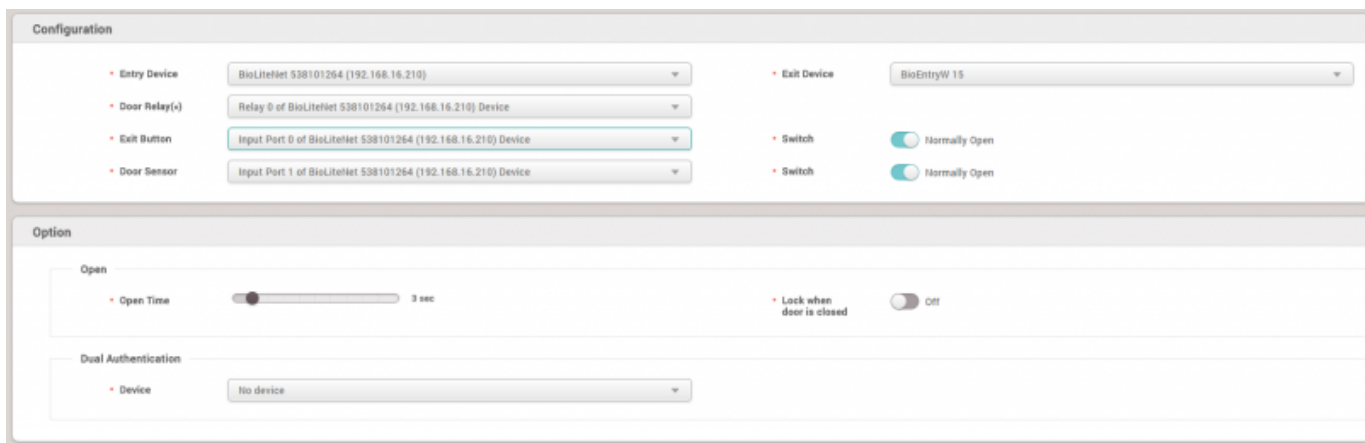 Configuration
• Entry Device BioLiteNet 538101264 (192.168.16.210) • Exit Device BioEntryW 15
• Door Relay(*) Relay 0 of BioLiteNet 538101264 (192.168.16.210) Device
• Exit Button Input Port 0 of BioLiteNet 538101264 (192.168.16.210) Device • Switch Normally Open
• Door Sensor Input Port 1 of BioLiteNet 538101264 (192.168.16.210) Device • Switch Normally Open
Option
Open
• Open Time 3 sec • Lock when door is closed Off
Dual Authentication
• Device No device